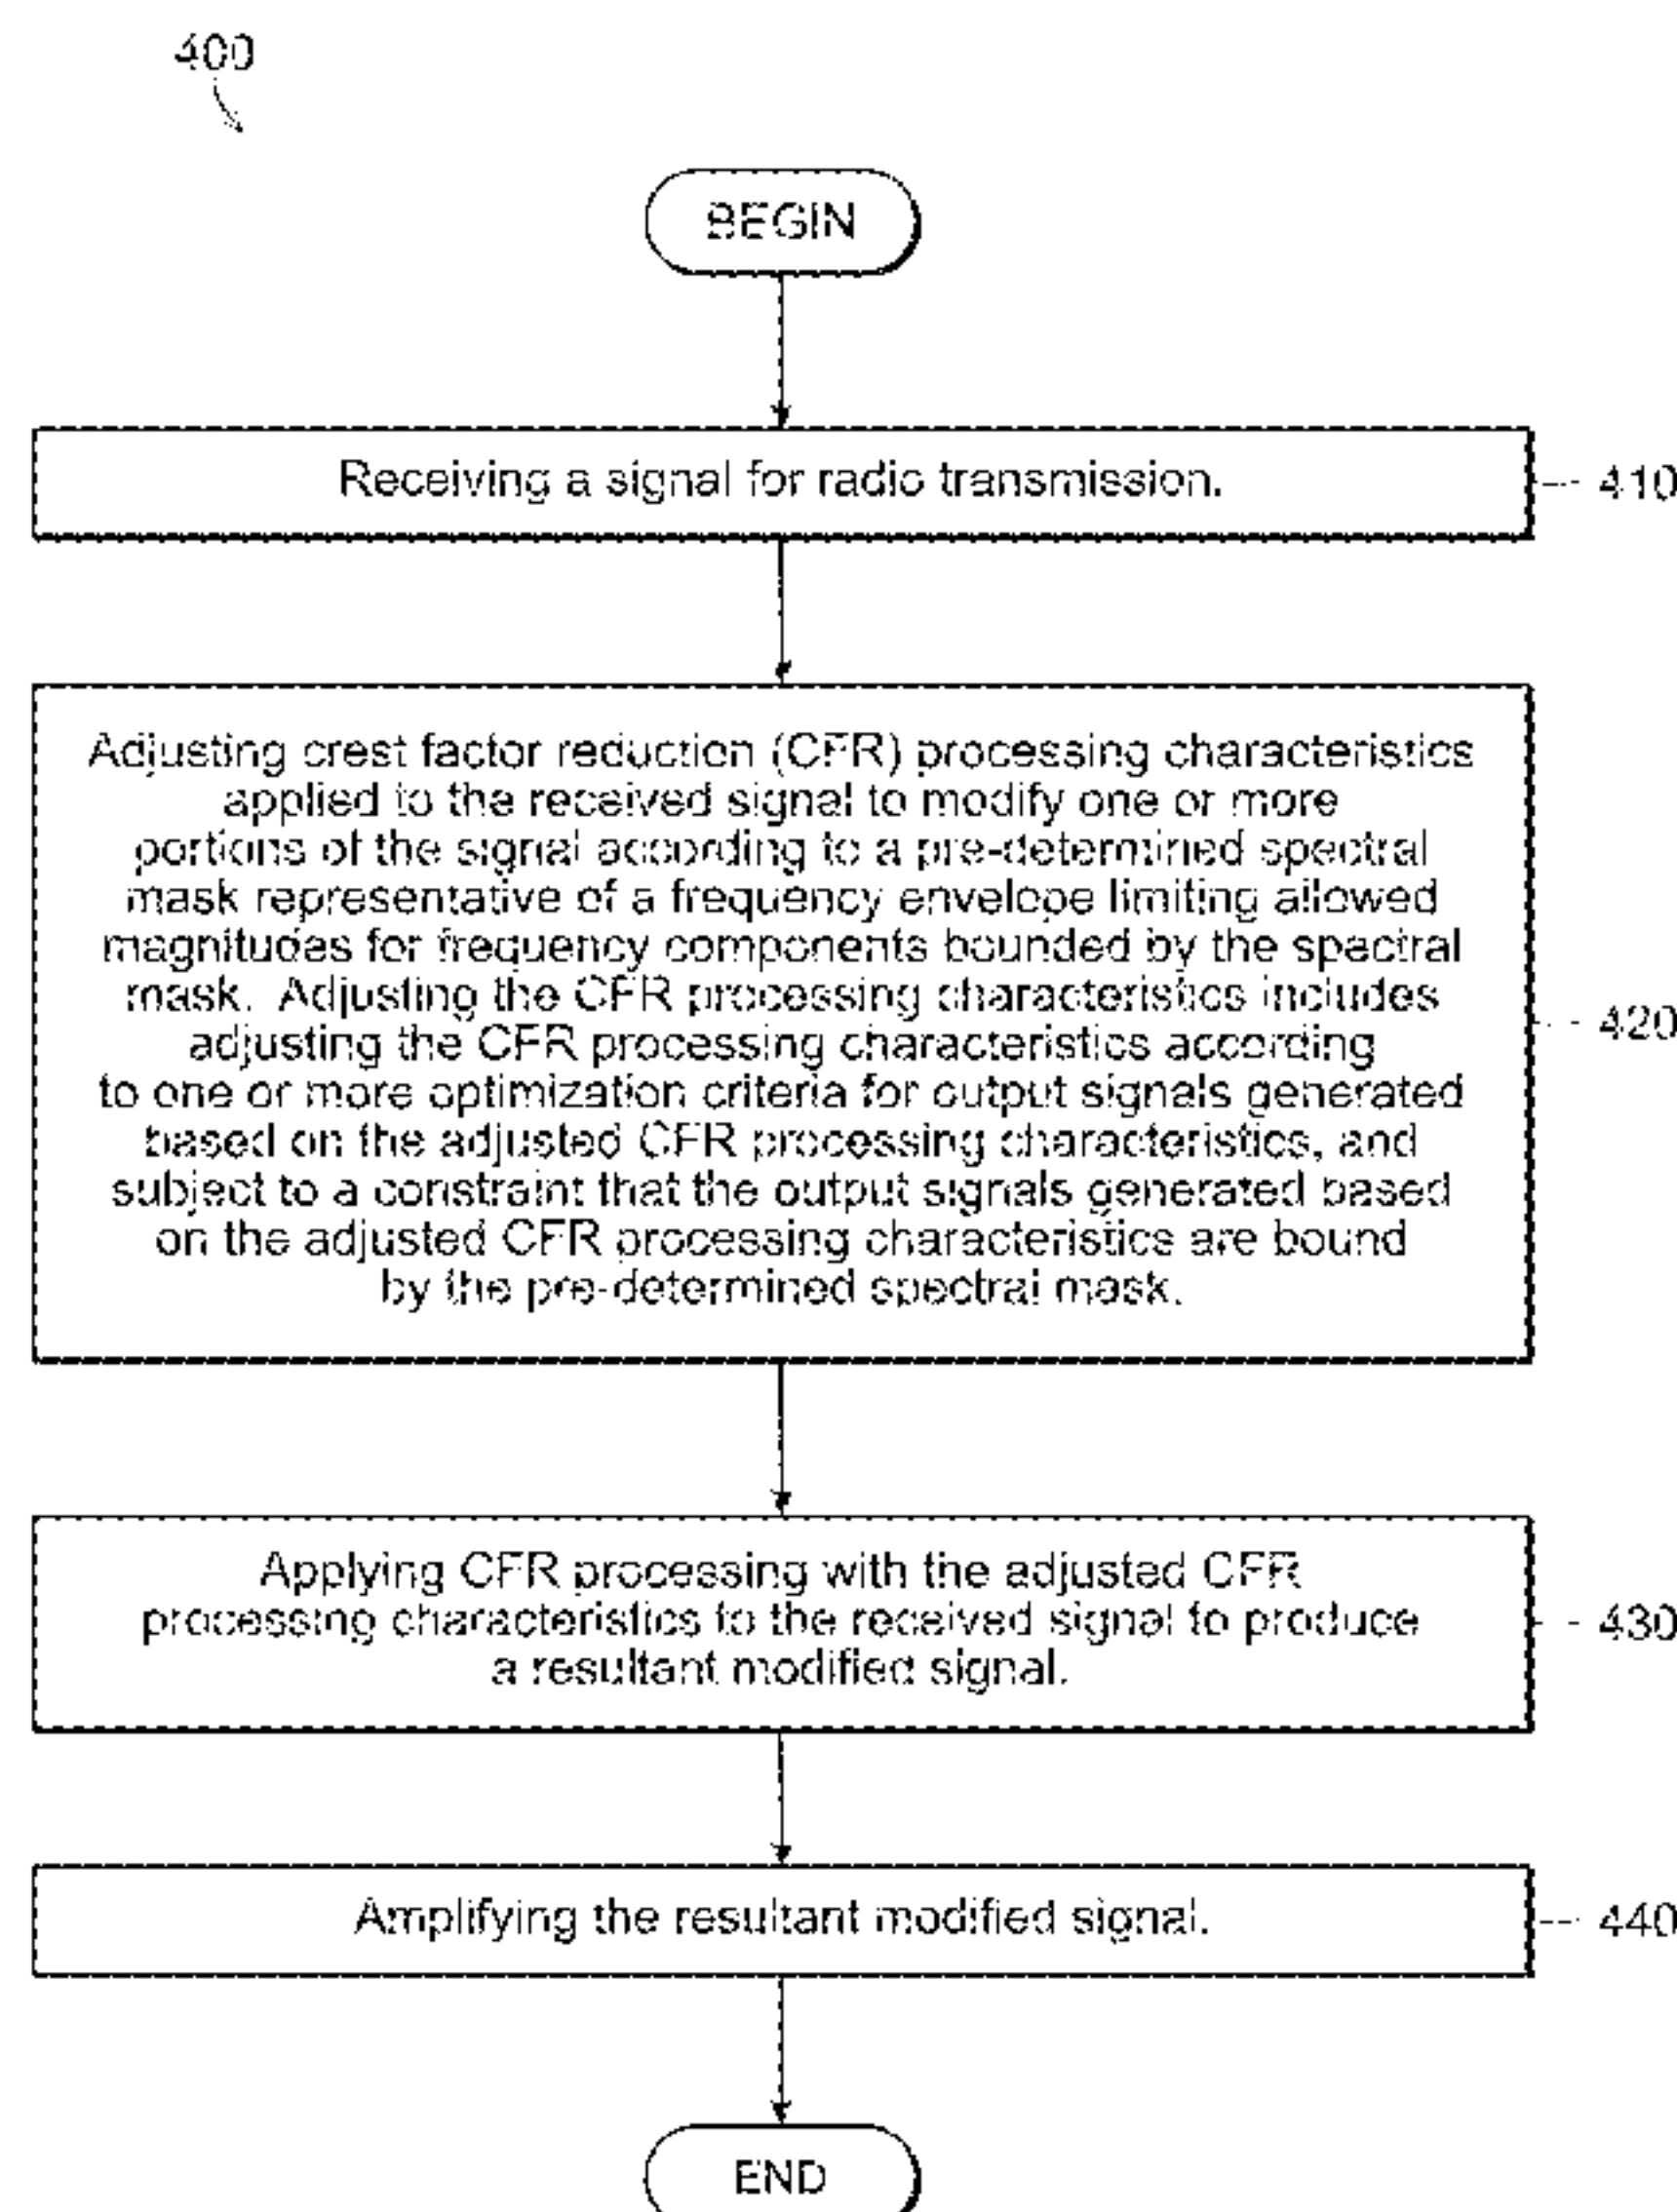 400
BEGIN
Receiving a signal for radio transmission.
410
Adjusting crest factor reduction (CFR) processing characteristics
applied to the received signal to modify one or more
portions of the signal according to a pre-determined spectral
mask representative of a frequency envelope limiting allowed
magnitudes for frequency components bounded by the spectral
mask. Adjusting the CFR processing characteristics includes
adjusting the CFR processing characteristics according
to one or more optimization criteria for output signals generated
based on the adjusted CFR processing characteristics, and
subject to a constraint that the output signals generated based
on the adjusted CFR processing characteristics are bound
by the pre-determined spectral mask.
420
Applying CFR processing with the adjusted CFR
processing characteristics to the received signal to produce
a resultant modified signal.
430
Amplifying the resultant modified signal.
440
END